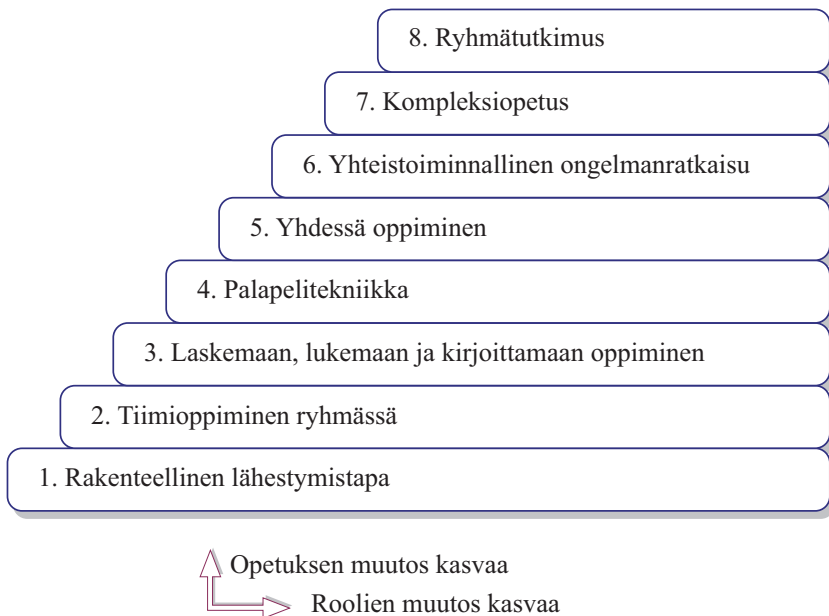 8. Ryhmätutkimus
7. Kompleksiopetus
6. Yhteistoiminnallinen ongelmanratkaisu
5. Yhdessä oppiminen
4. Palapelitekniikka
3. Laskemaan, lukemaan ja kirjoittamaan oppiminen
2. Tiimioppiminen ryhmässä
1. Rakenteellinen lähestymistapa
Opetuksen muutos kasvaa
Roolien muutos kasvaa